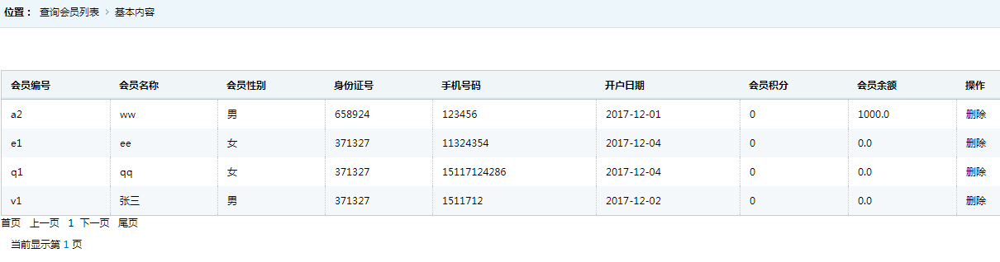 位置： 查询会员列表 > 基本内容
会员编号 会员名称 会员性别 身份证号 手机号码 开户日期 会员积分 会员余额 操作
a2 ww 男 658924 123456 2017-12-01 0 1000.0 删除
e1 ee 女 371327 11324354 2017-12-04 0 0.0 删除
q1 qq 女 371327 15117124286 2017-12-04 0 0.0 删除
v1 张三 男 371327 1511712 2017-12-02 0 0.0 删除
首页 上一页 1 下一页 尾页
当前显示第 1 页